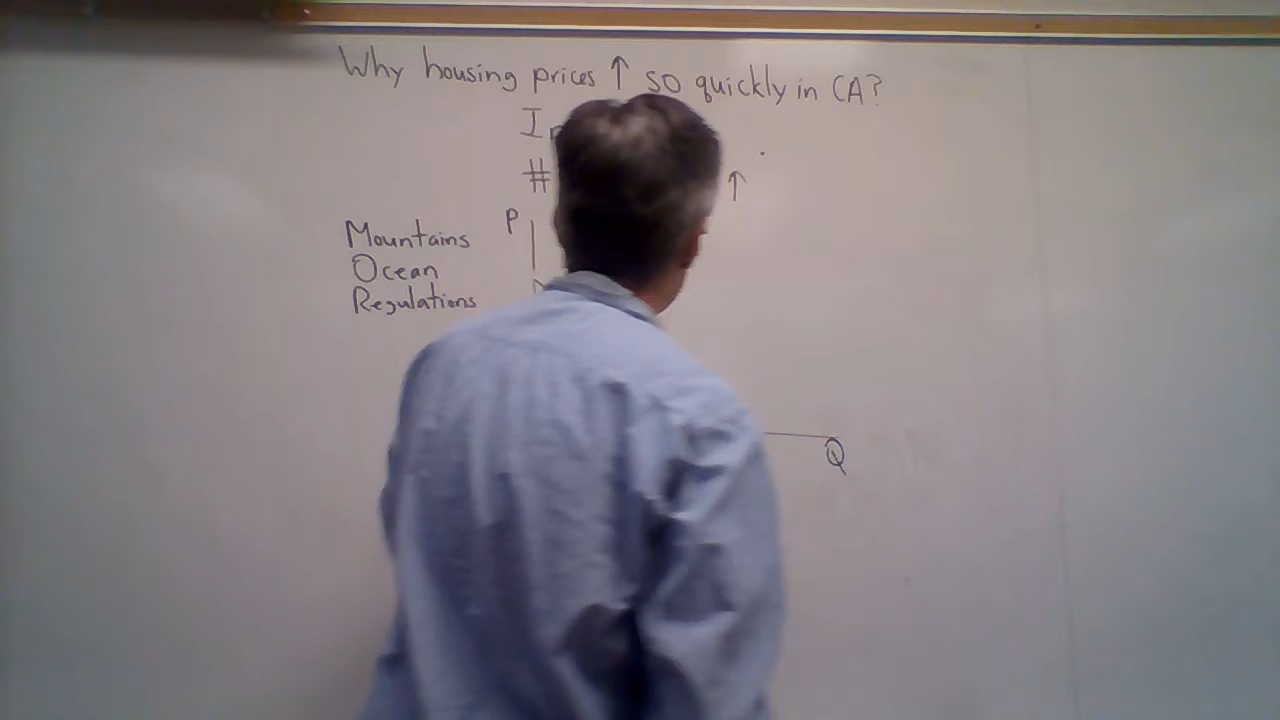 Why housing prices ↑ so quickly in CA?
# ↑
P
Mountains
Ocean
Regulations
Q